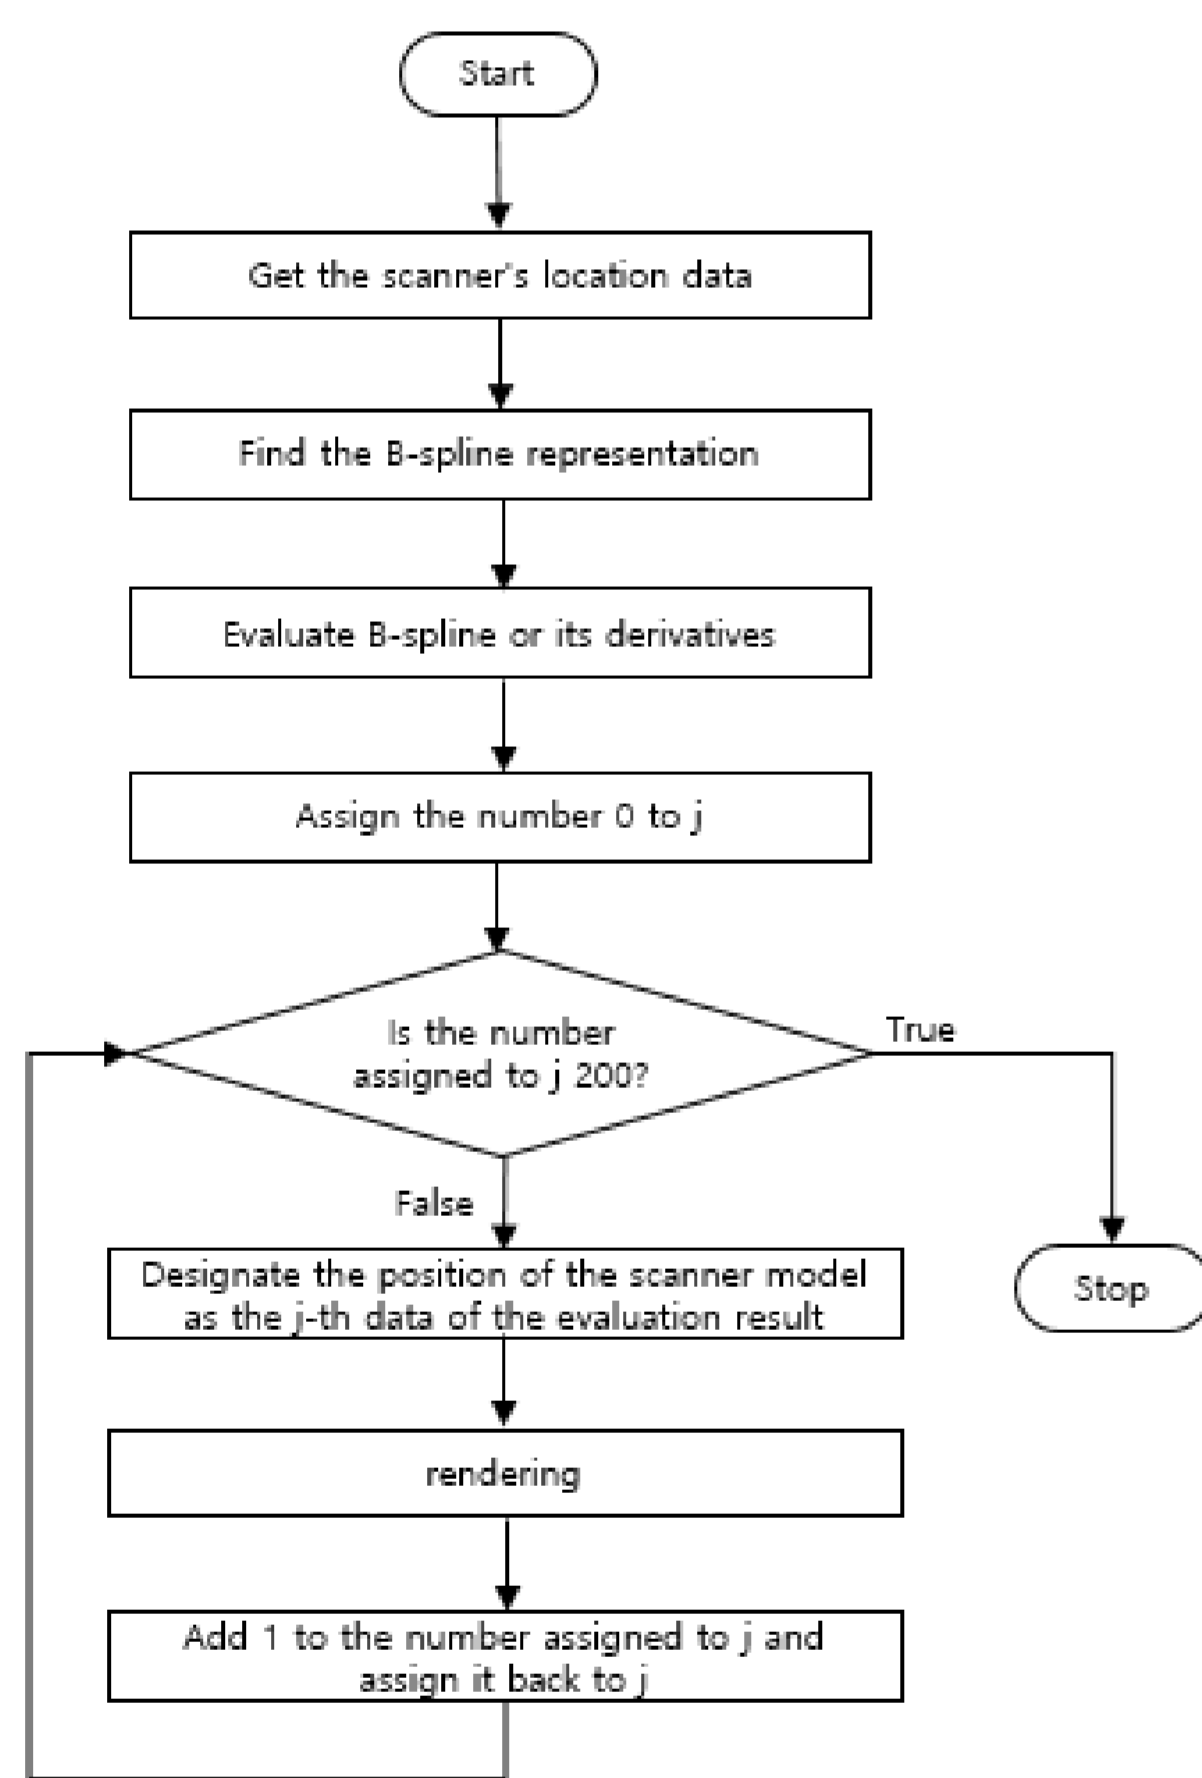 Start
Get the scanner's location data
Find the B-spline representation
Evaluate B-spline or its derivatives
Assign the number 0 to j
Is the number
assigned to j 200?
True
False
Designate the position of the scanner model
as the j-th data of the evaluation result
Stop
rendering
Add 1 to the number assigned to j and
assign it back to j